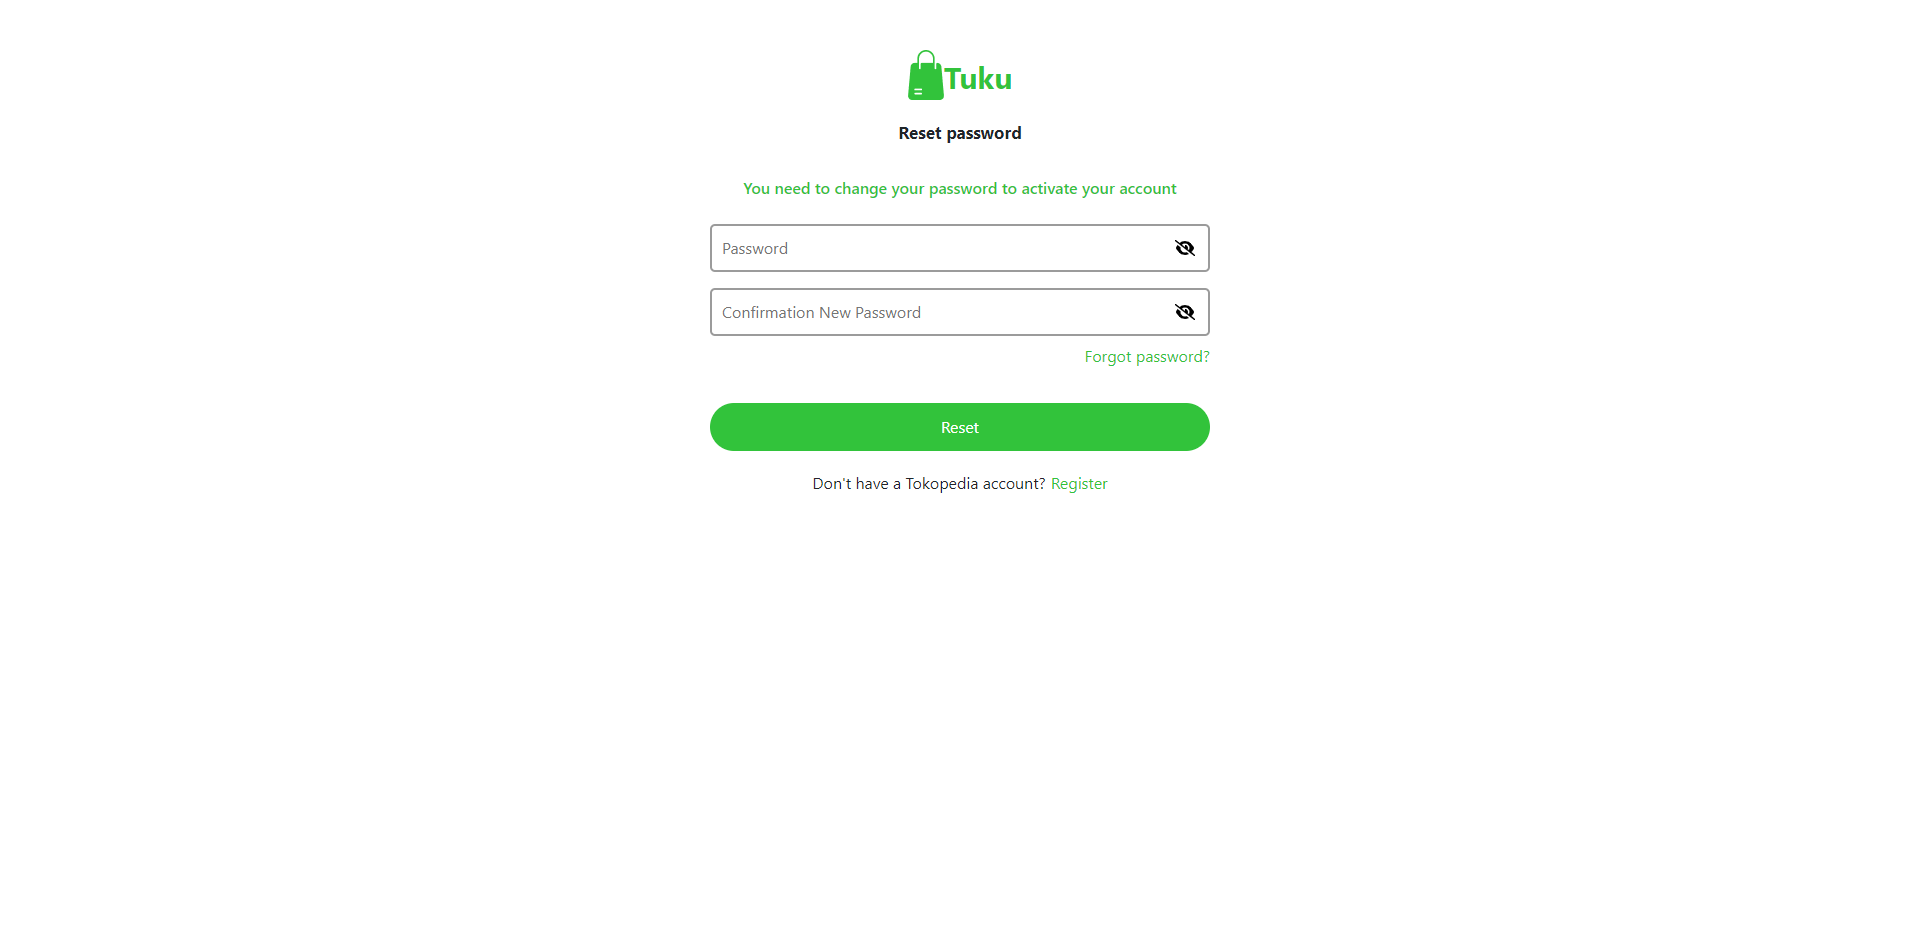 Tuku
Reset password
You need to change your password to activate your account
Password
Confirmation New Password
Forgot password?
Reset
Don't have a Tokopedia account? Register